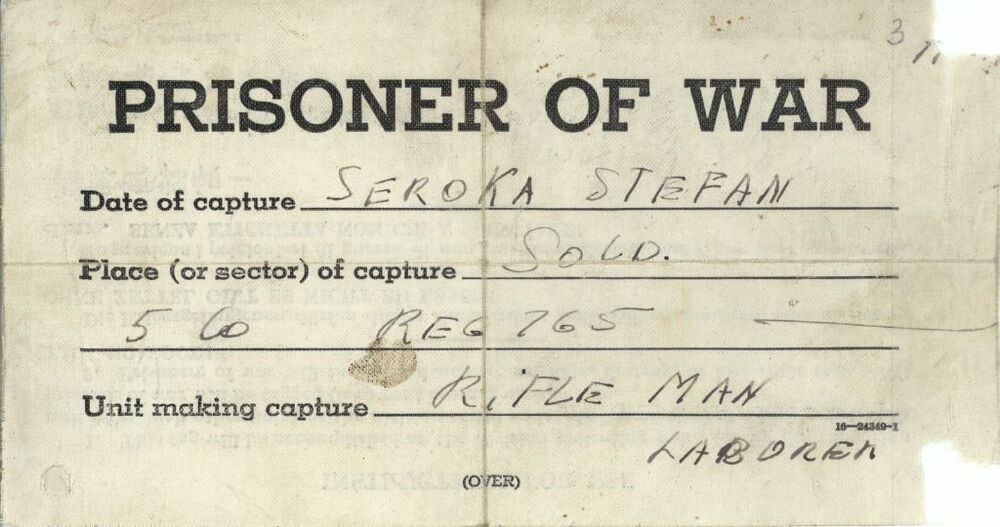 3
PRISONER OF WAR
Date of capture SEROKA STEFAN
Place (or sector) of capture SOLD.
5 Co REG 765
Unit making capture RIFLE MAN
16—24349-1
LABORER
(OVER)